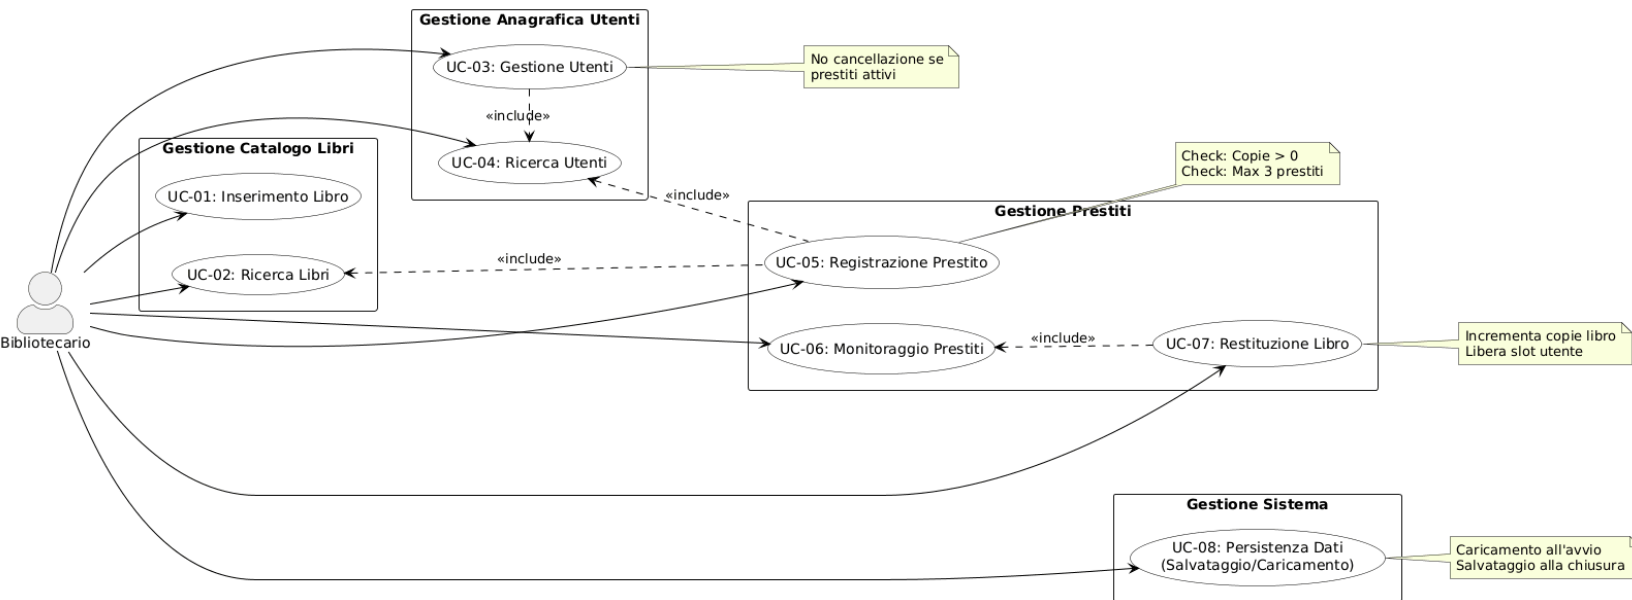 Gestione Anagrafica Utenti
UC-03: Gestione Utenti
No cancellazione se
prestiti attivi
«include»
UC-04: Ricerca Utenti
Gestione Catalogo Libri
UC-01: Inserimento Libro
UC-02: Ricerca Libri
Bibliotecario
«include»
«include»
Check: Copie > 0
Check: Max 3 prestiti
Gestione Prestiti
UC-05: Registrazione Prestito
UC-06: Monitoraggio Prestiti
«include»
UC-07: Restituzione Libro
Incrementa copie libro
Libera slot utente
Gestione Sistema
UC-08: Persistenza Dati
(Salvataggio/Caricamento)
Caricamento all'avvio
Salvataggio alla chiusura